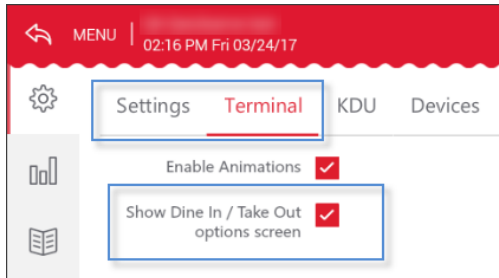 MENU
02:16 PM Fri 03/24/17
Settings Terminal KDU Devices
Enable Animations
Show Dine In / Take Out
options screen